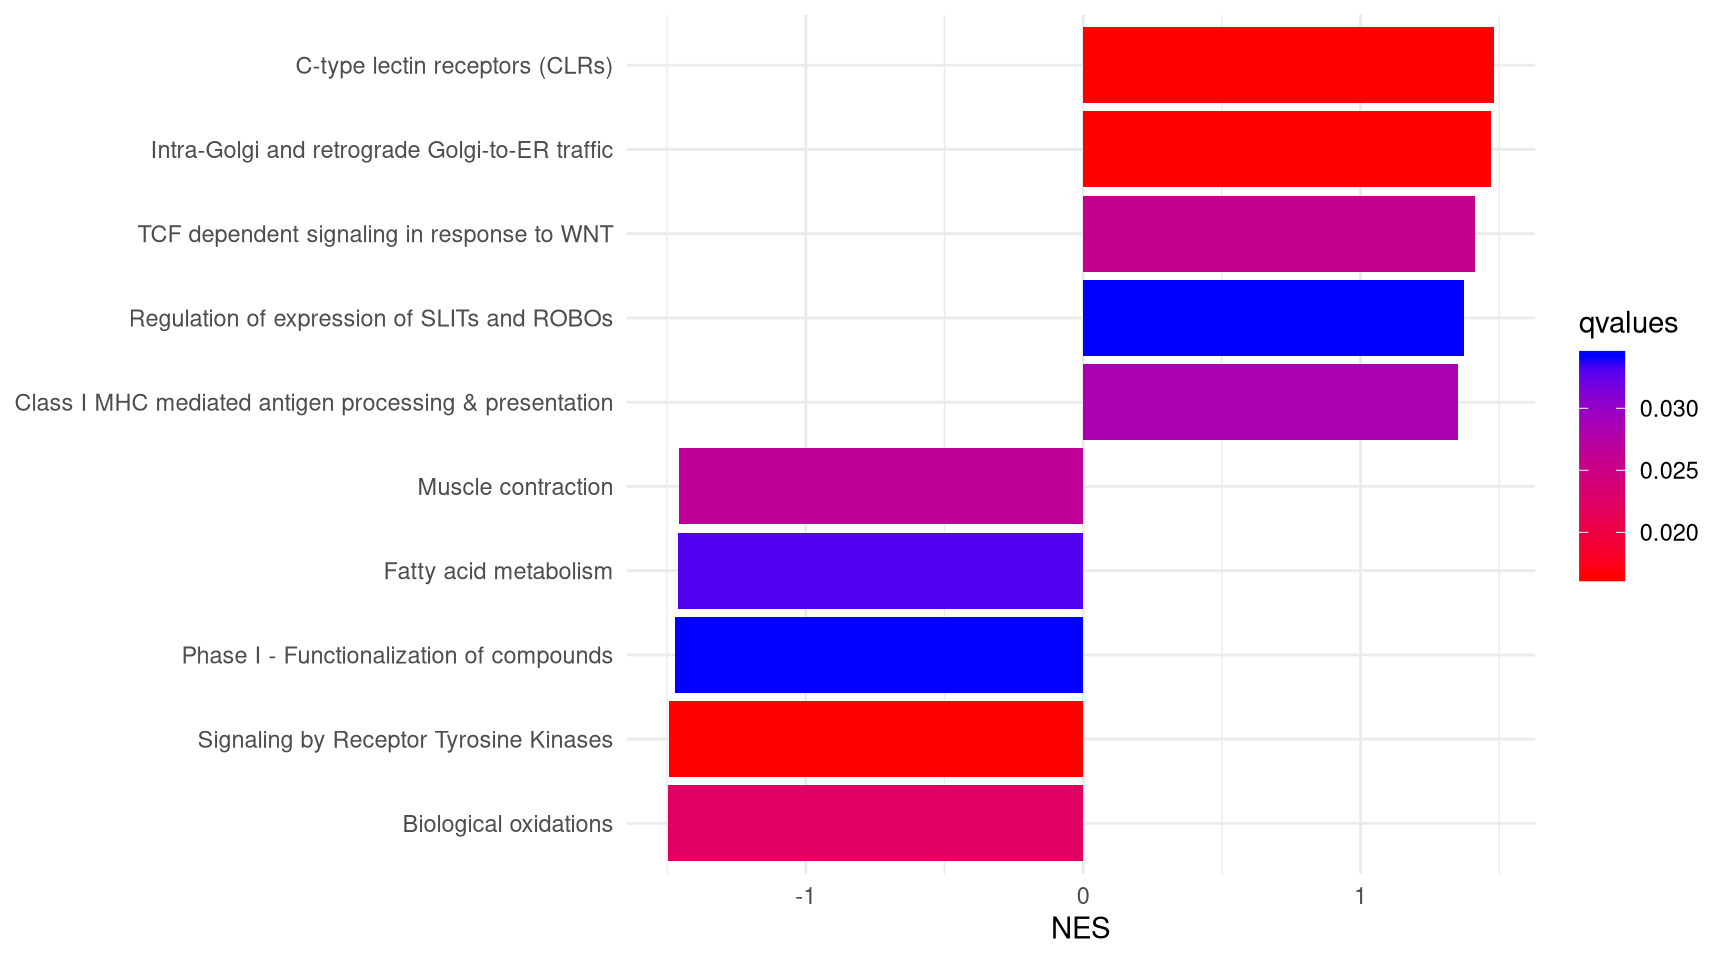 C-type lectin receptors (CLRs)
Intra-Golgi and retrograde Golgi-to-ER traffic
TCF dependent signaling in response to WNT
Regulation of expression of SLITs and ROBOs
Class I MHC mediated antigen processing & presentation
Muscle contraction
Fatty acid metabolism
Phase I - Functionalization of compounds
Signaling by Receptor Tyrosine Kinases
Biological oxidations
-1 0 1
NES
qvalues
0.030
0.025
0.020